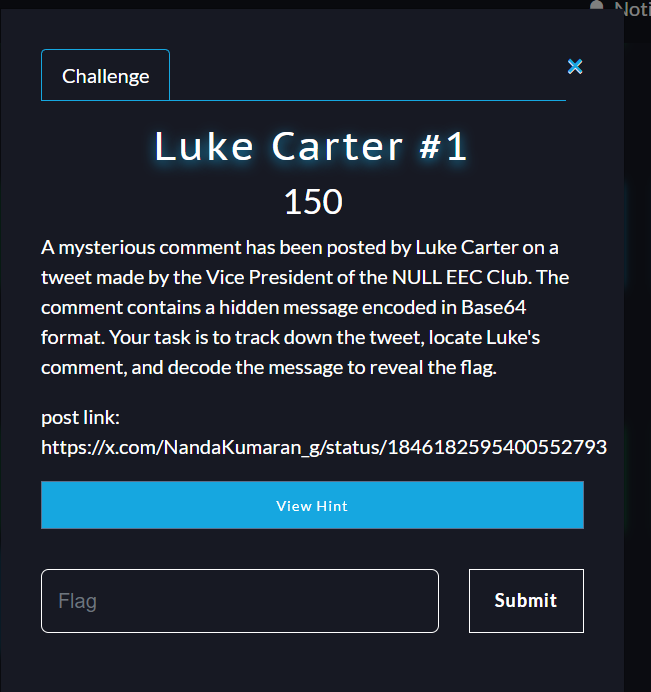 Noti
Challenge
Luke Carter #1
150
A mysterious comment has been posted by Luke Carter on a
tweet made by the Vice President of the NULL EEC Club. The
comment contains a hidden message encoded in Base64
format. Your task is to track down the tweet, locate Luke's
comment, and decode the message to reveal the flag.
post link:
https://x.com/NandaKumaran_g/status/1846182595400552793
View Hint
Flag
Submit